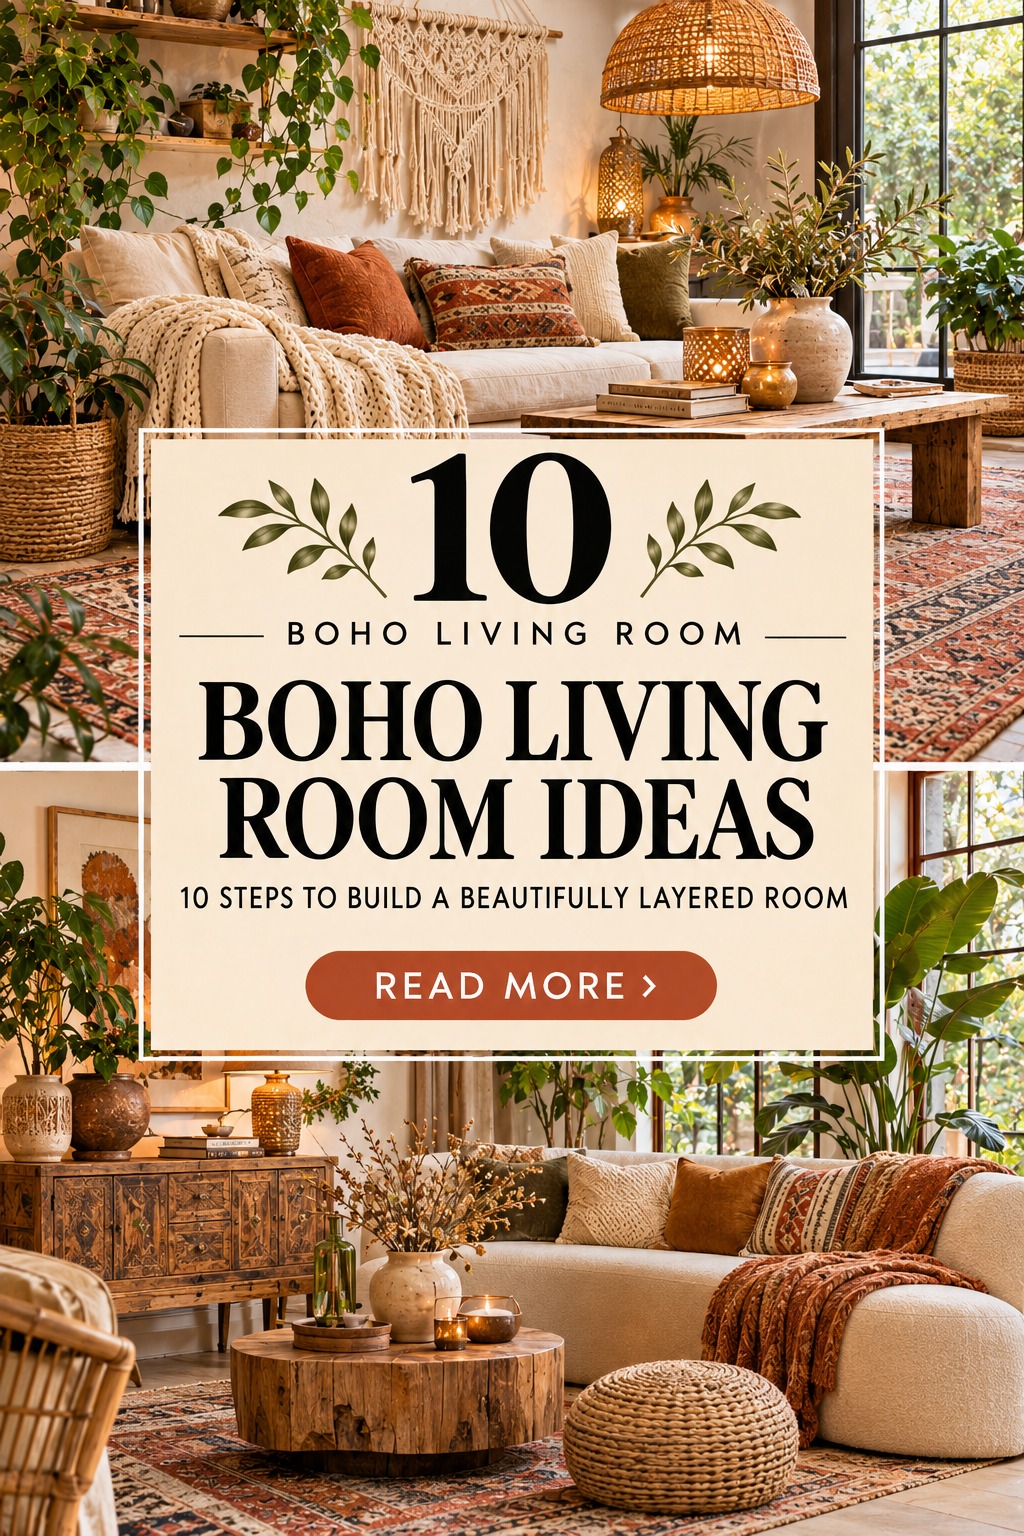 10
BOHO LIVING ROOM
BOHO LIVING
ROOM IDEAS
10 STEPS TO BUILD A BEAUTIFULLY LAYERED ROOM
READ MORE >